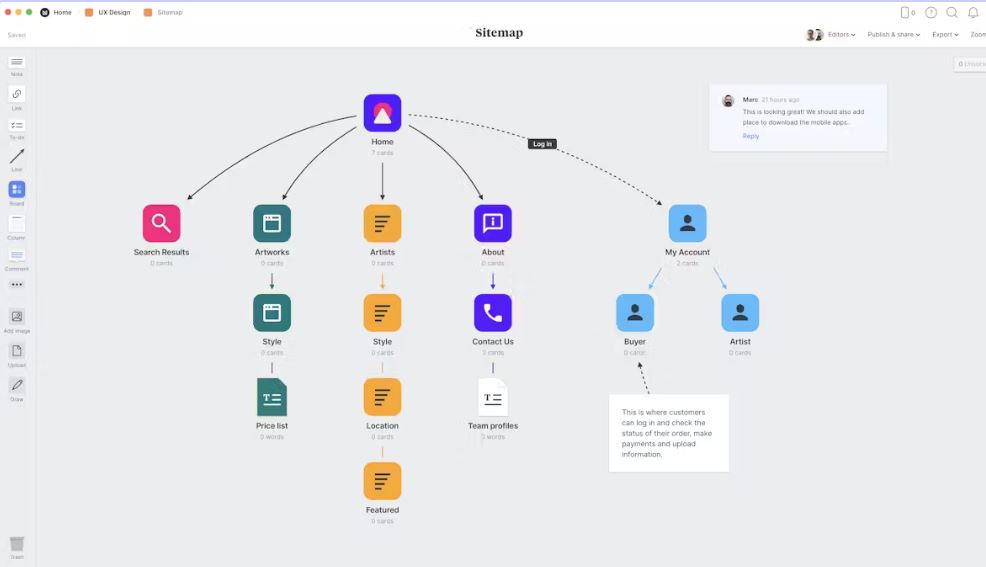 Home
UX Design
Sitemap
0
Saved
Sitemap
Editors
Publish & share
Export
Zoom
Note
Link
To-do
Line
Board
Column
Comment
Add image
Upload
Draw
Trash
0
Marc 21 hours ago
This is looking great! We should also add
place to download the mobile apps..
Reply
Home
7 cards
Log in
Search Results
0 cards
Artworks
0 cards
Artists
0 cards
About
0 cards
My Account
2 cards
Style
0 cards
Style
0 cards
Contact Us
0 cards
Buyer
0 cards
Artist
0 cards
T
Price list
0 words
Location
0 cards
T
Team profiles
0 words
This is where customers
can log in and check the
status of their order, make
payments and upload
information.
Featured
0 cards